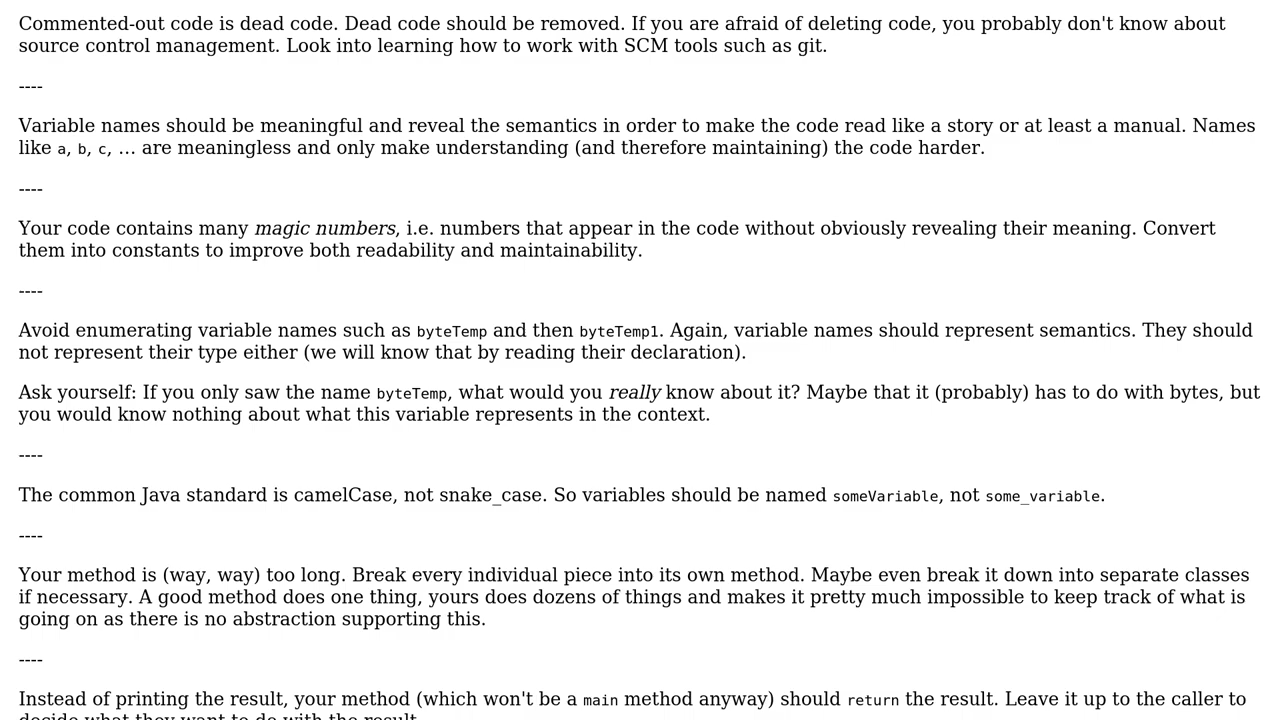 Commented-out code is dead code. Dead code should be removed. If you are afraid of deleting code, you probably don't know about
source control management. Look into learning how to work with SCM tools such as git.
----
Variable names should be meaningful and reveal the semantics in order to make the code read like a story or at least a manual. Names
like a, b, c, … are meaningless and only make understanding (and therefore maintaining) the code harder.
----
Your code contains many magic numbers, i.e. numbers that appear in the code without obviously revealing their meaning. Convert
them into constants to improve both readability and maintainability.
----
Avoid enumerating variable names such as byteTemp and then byteTemp1. Again, variable names should represent semantics. They should
not represent their type either (we will know that by reading their declaration).
Ask yourself: If you only saw the name byteTemp, what would you really know about it? Maybe that it (probably) has to do with bytes, but
you would know nothing about what this variable represents in the context.
----
The common Java standard is camelCase, not snake_case. So variables should be named someVariable, not some_variable.
----
Your method is (way, way) too long. Break every individual piece into its own method. Maybe even break it down into separate classes
if necessary. A good method does one thing, yours does dozens of things and makes it pretty much impossible to keep track of what is
going on as there is no abstraction supporting this.
----
Instead of printing the result, your method (which won't be a main method anyway) should return the result. Leave it up to the caller to
decide what they want to do with the result.